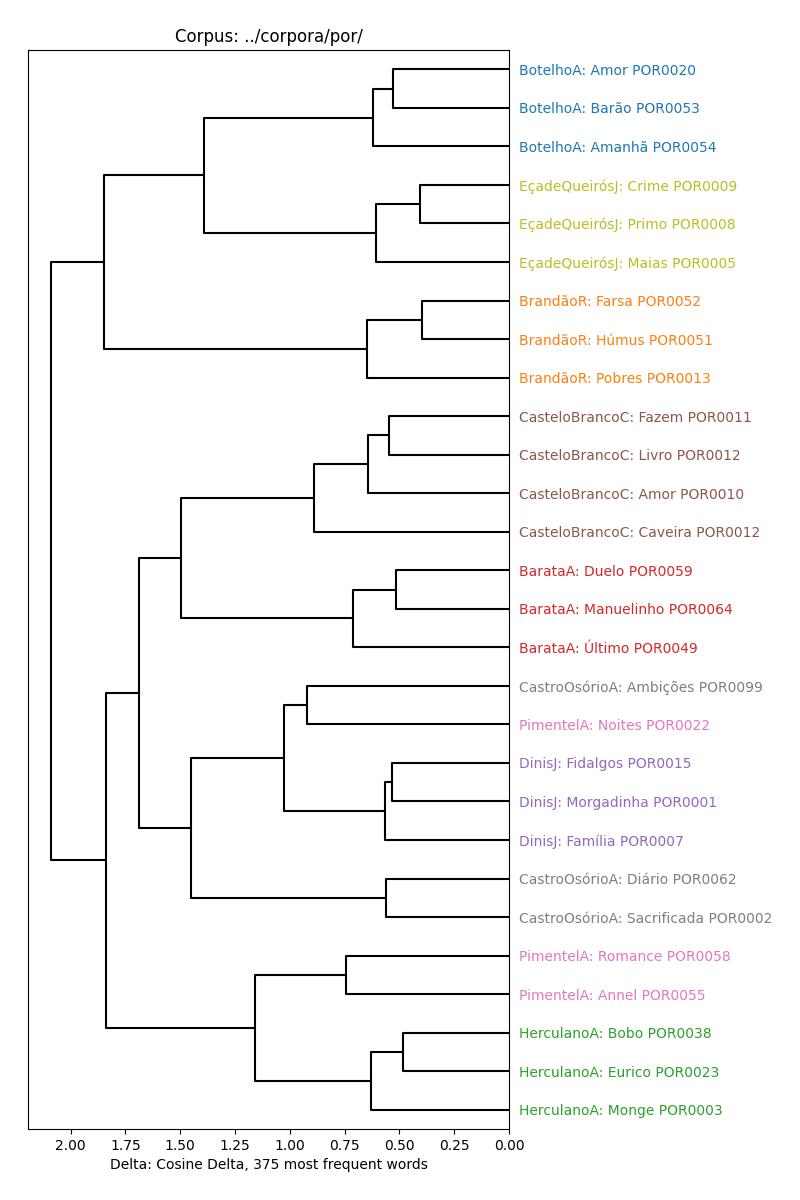 Corpus: ../corpora/por/
BotelhoA: Amor POR0020
BotelhoA: Barão POR0053
BotelhoA: Amanhã POR0054
EçadeQueirósJ: Crime POR0009
EçadeQueirósJ: Primo POR0008
EçadeQueirósJ: Maias POR0005
BrandãoR: Farsa POR0052
BrandãoR: Húmus POR0051
BrandãoR: Pobres POR0013
CasteloBrancoC: Fazem POR0011
CasteloBrancoC: Livro POR0012
CasteloBrancoC: Amor POR0010
CasteloBrancoC: Caveira POR0012
BarataA: Duelo POR0059
BarataA: Manuelinho POR0064
BarataA: Último POR0049
CastroOsórioA: Ambições POR0099
PimentelA: Noites POR0022
DinisJ: Fidalgos POR0015
DinisJ: Morgadinha POR0001
DinisJ: Família POR0007
CastroOsórioA: Diário POR0062
CastroOsórioA: Sacrificada POR0002
PimentelA: Romance POR0058
PimentelA: Annel POR0055
HerculanoA: Bobo POR0038
HerculanoA: Eurico POR0023
HerculanoA: Monge POR0003
2.00 1.75 1.50 1.25 1.00 0.75 0.50 0.25 0.00
Delta: Cosine Delta, 375 most frequent words